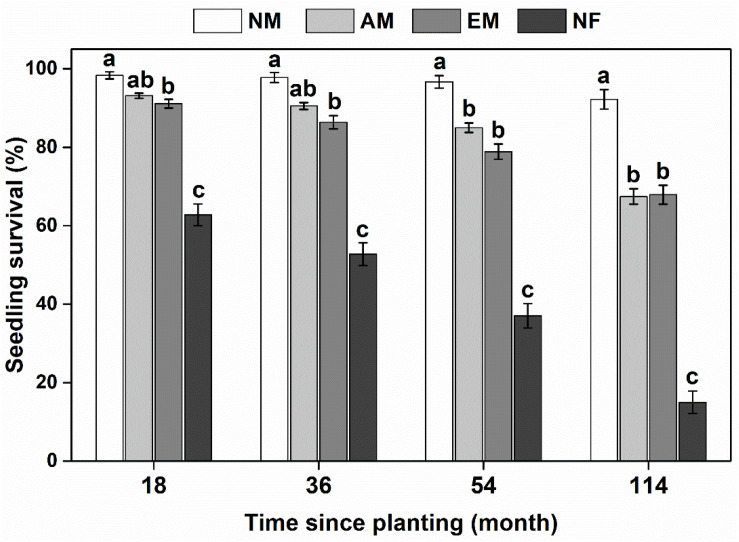 NM AM EM NF
100
80
60
40
20
0
Seedling survival (%)
a ab b c
a ab b c
a b b c
a b b c
18 36 54 114
Time since planting (month)